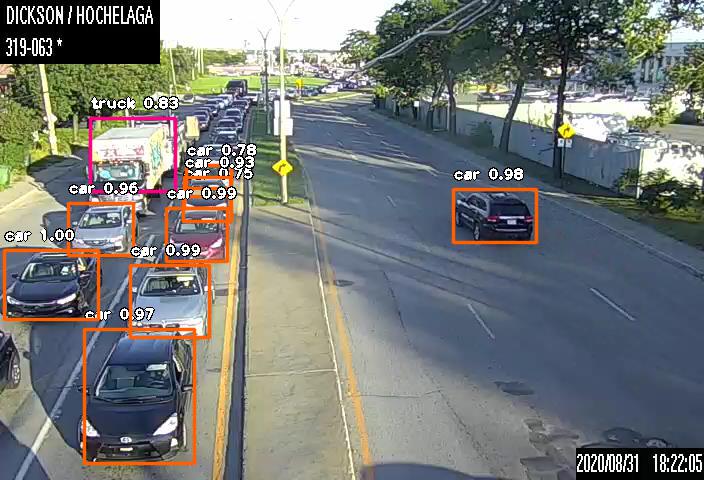 DICKSON / HOCHELAGA
319-063 *
truck 0.83
car 0.78
car 0.93
car 0.75
car 0.96
car 0.99
car 0.98
car 1.00
car 0.99
car 0.97
2020/08/31 18:22:05